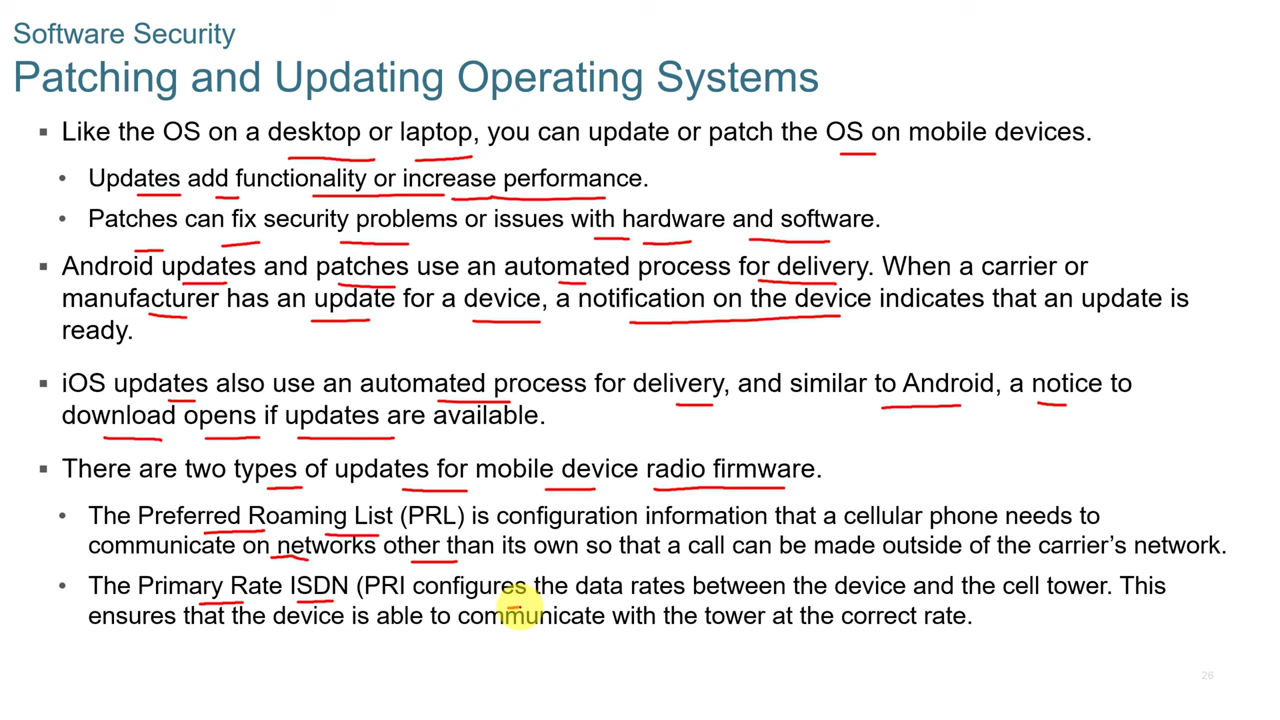 Software Security
Patching and Updating Operating Systems
▪ Like the OS on a desktop or laptop, you can update or patch the OS on mobile devices.
• Updates add functionality or increase performance.
• Patches can fix security problems or issues with hardware and software.
▪ Android updates and patches use an automated process for delivery. When a carrier or
manufacturer has an update for a device, a notification on the device indicates that an update is
ready.
▪ iOS updates also use an automated process for delivery, and similar to Android, a notice to
download opens if updates are available.
▪ There are two types of updates for mobile device radio firmware.
• The Preferred Roaming List (PRL) is configuration information that a cellular phone needs to
communicate on networks other than its own so that a call can be made outside of the carrier’s network.
• The Primary Rate ISDN (PRI configures the data rates between the device and the cell tower. This
ensures that the device is able to communicate with the tower at the correct rate.
26